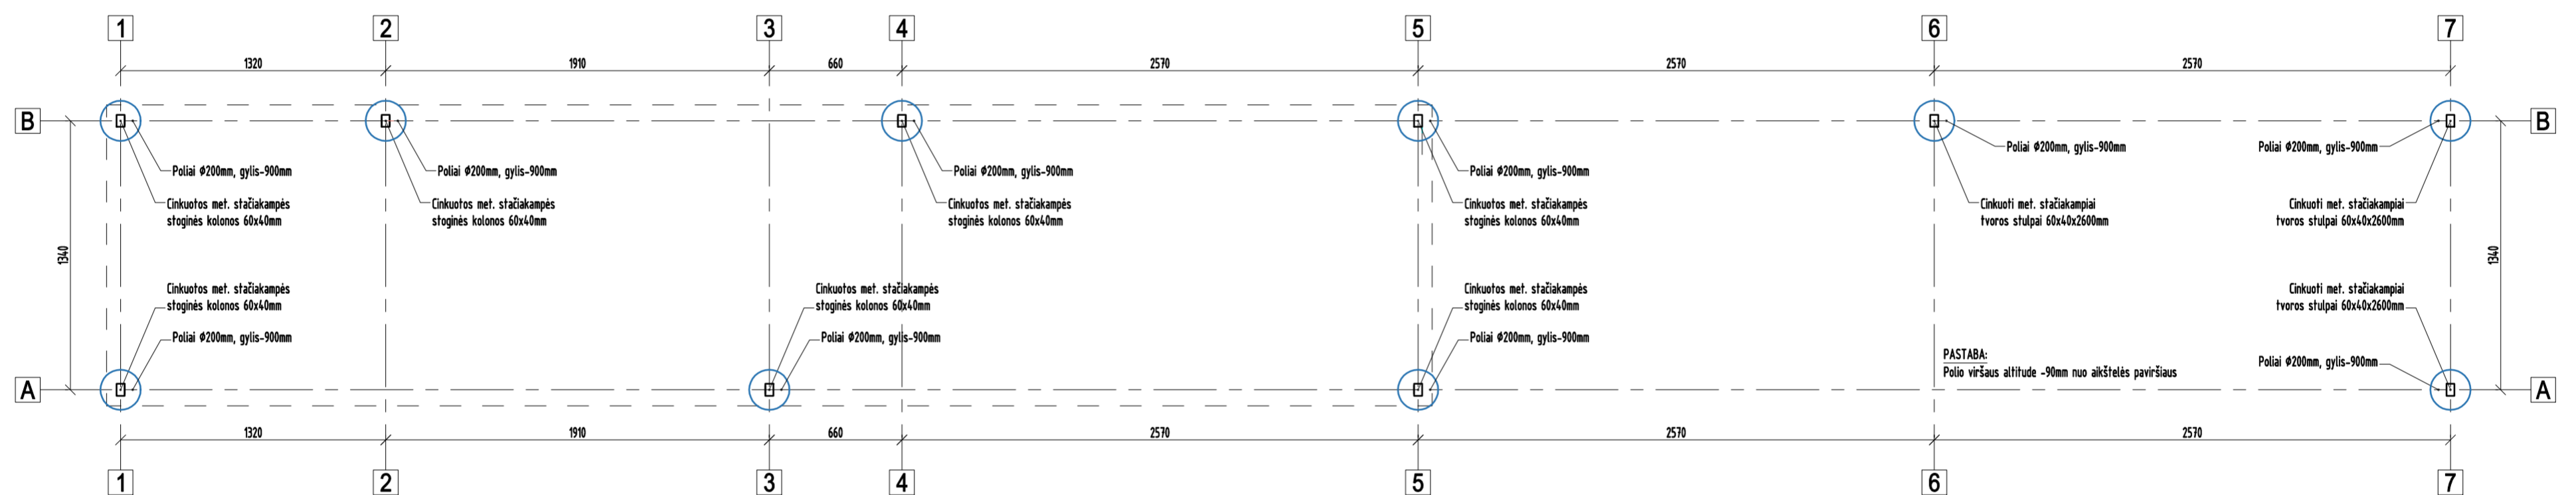 1 2 3 4 5 6 7
1320 1910 660 2570 2570 2570
B B
Poliai Ø200mm, gylis-900mm
Cinkuotos met. stačiakampės
stoginės kolonos 60x40mm
Poliai Ø200mm, gylis-900mm
Cinkuotos met. stačiakampės
stoginės kolonos 60x40mm
Poliai Ø200mm, gylis-900mm
Cinkuotos met. stačiakampės
stoginės kolonos 60x40mm
Poliai Ø200mm, gylis-900mm
Cinkuotos met. stačiakampės
stoginės kolonos 60x40mm
Poliai Ø200mm, gylis-900mm
Cinkuoti met. stačiakampiai
tvoros stulpai 60x40x2600mm
Poliai Ø200mm, gylis-900mm
Cinkuoti met. stačiakampiai
tvoros stulpai 60x40x2600mm
1340 1340
Cinkuotos met. stačiakampės
stoginės kolonos 60x40mm
Poliai Ø200mm, gylis-900mm
Cinkuotos met. stačiakampės
stoginės kolonos 60x40mm
Poliai Ø200mm, gylis-900mm
Cinkuotos met. stačiakampės
stoginės kolonos 60x40mm
Poliai Ø200mm, gylis-900mm
PASTABA:
Polio viršaus altitude -90mm nuo aikštelės paviršiaus
Cinkuoti met. stačiakampiai
tvoros stulpai 60x40x2600mm
Poliai Ø200mm, gylis-900mm
A A
1320 1910 660 2570 2570 2570
1 2 3 4 5 6 7